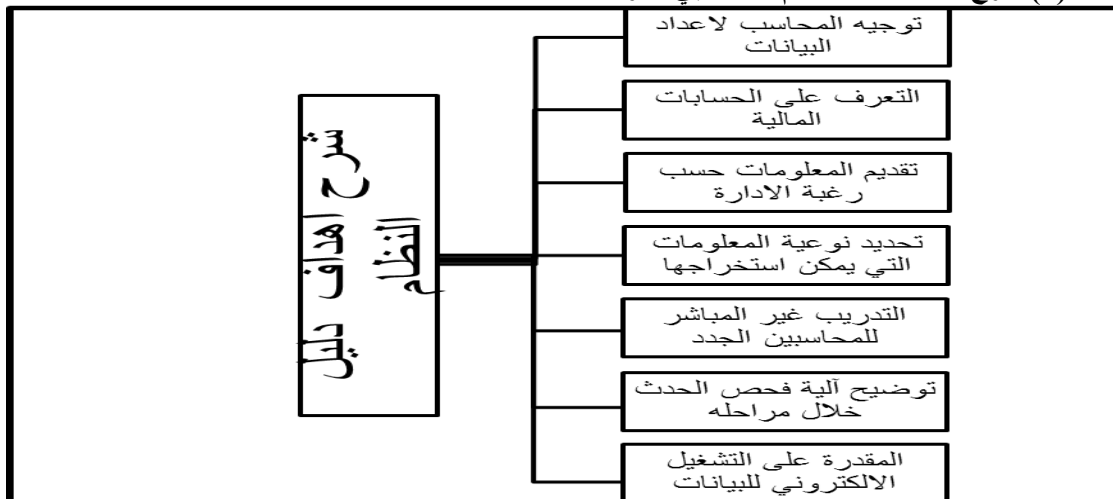 شرح اهداف دليل
النظام
توجيه المحاسب لاعداد
البيانات
التعرف على الحسابات
المالية
تقديم المعلومات حسب
رغبة الادارة
تحديد نوعية المعلومات
التي يمكن استخراجها
التدريب غير المباشر
للمحاسبين الجدد
توضيح آلية فحص الحدث
خلال مراحله
المقدرة على التشغيل
الالكتروني للبيانات